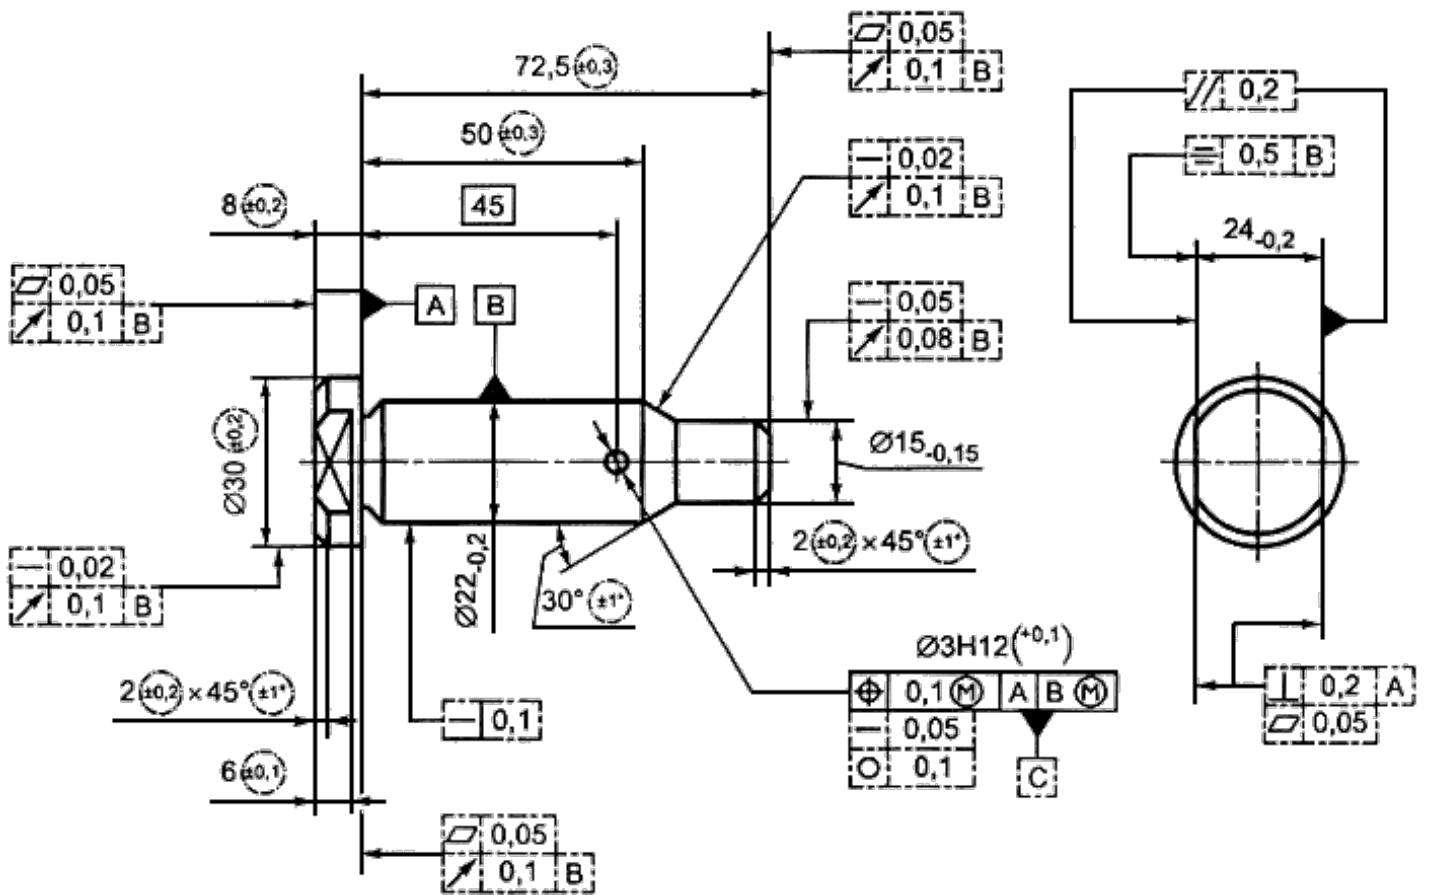 72,5 ±0,3
50 ±0,3
45
8 ±0,2
▱ 0,05
↗ 0,1 B
— 0,02
↗ 0,1 B
// 0,2
⌯ 0,5 B
24-0,2
▱ 0,05
↗ 0,1 B
A
B
— 0,05
↗ 0,08 B
Ø30 ±0,2
Ø22-0,2
Ø15-0,15
2 ±0,2 × 45° ±1°
30° ±1°
— 0,02
↗ 0,1 B
2 ±0,2 × 45° ±1°
— 0,1
6 ±0,1
▱ 0,05
↗ 0,1 B
Ø3H12(+0,1)
⌖ 0,1 Ⓜ A B Ⓜ
— 0,05
○ 0,1
C
⊥ 0,2 A
▱ 0,05